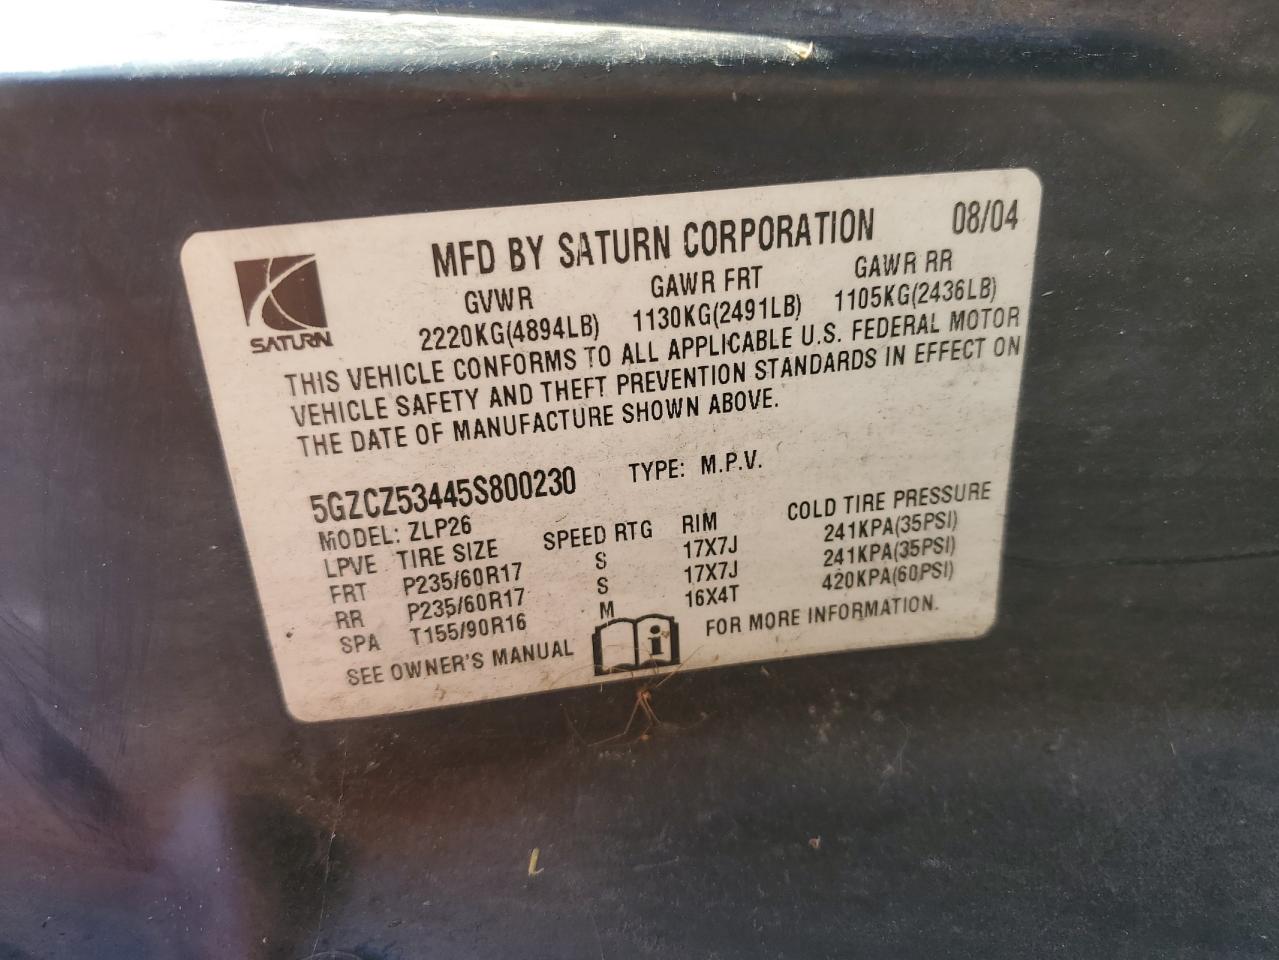 MFD BY SATURN CORPORATION 08/04
GVWR GAWR FRT GAWR RR
2220KG(4894LB) 1130KG(2491LB) 1105KG(2436LB)
SATURN
THIS VEHICLE CONFORMS TO ALL APPLICABLE U.S. FEDERAL MOTOR
VEHICLE SAFETY AND THEFT PREVENTION STANDARDS IN EFFECT ON
THE DATE OF MANUFACTURE SHOWN ABOVE.
5GZCZ53445S800230 TYPE: M.P.V.
MODEL: ZLP26
LPVE TIRE SIZE SPEED RTG RIM COLD TIRE PRESSURE
FRT P235/60R17 S 17X7J 241KPA(35PSI)
RR P235/60R17 S 17X7J 241KPA(35PSI)
SPA T155/90R16 M 16X4T 420KPA(60PSI)
SEE OWNER'S MANUAL i FOR MORE INFORMATION.